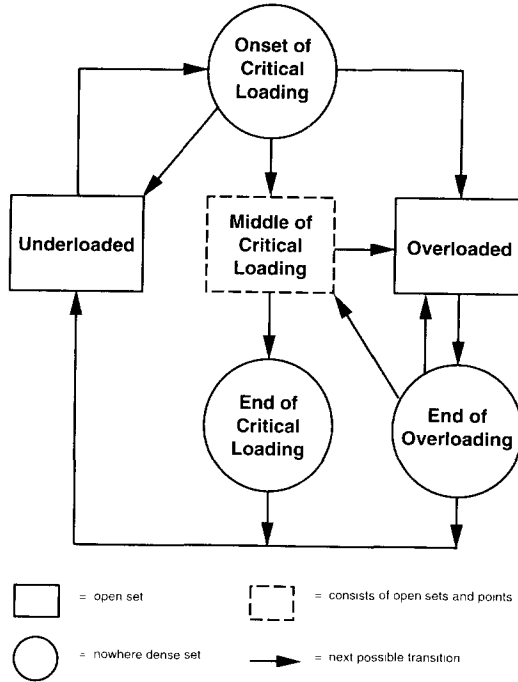 Onset of
Critical
Loading
Underloaded
Middle of
Critical
Loading
Overloaded
End of
Critical
Loading
End of
Overloading
= open set
= consists of open sets and points
= nowhere dense set
= next possible transition